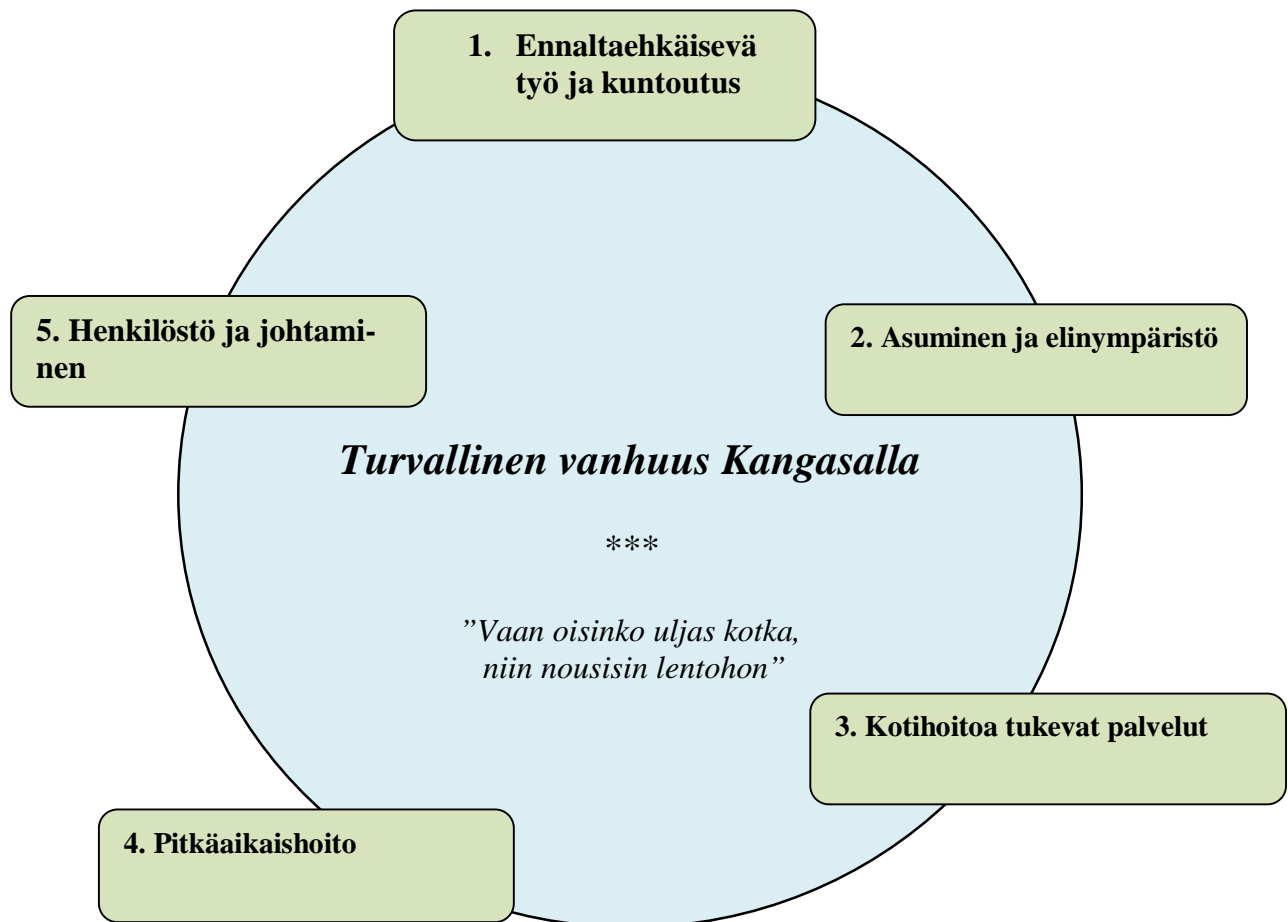 1. Ennaltaehkäisevä
työ ja kuntoutus
2. Asuminen ja elinympäristö
3. Kotihoitoa tukevat palvelut
4. Pitkäaikaishoito
5. Henkilöstö ja johtami-
nen
Turvallinen vanhuus Kangasalla
***
”Vaan oisinko uljas kotka,
niin nousisin lentohon”